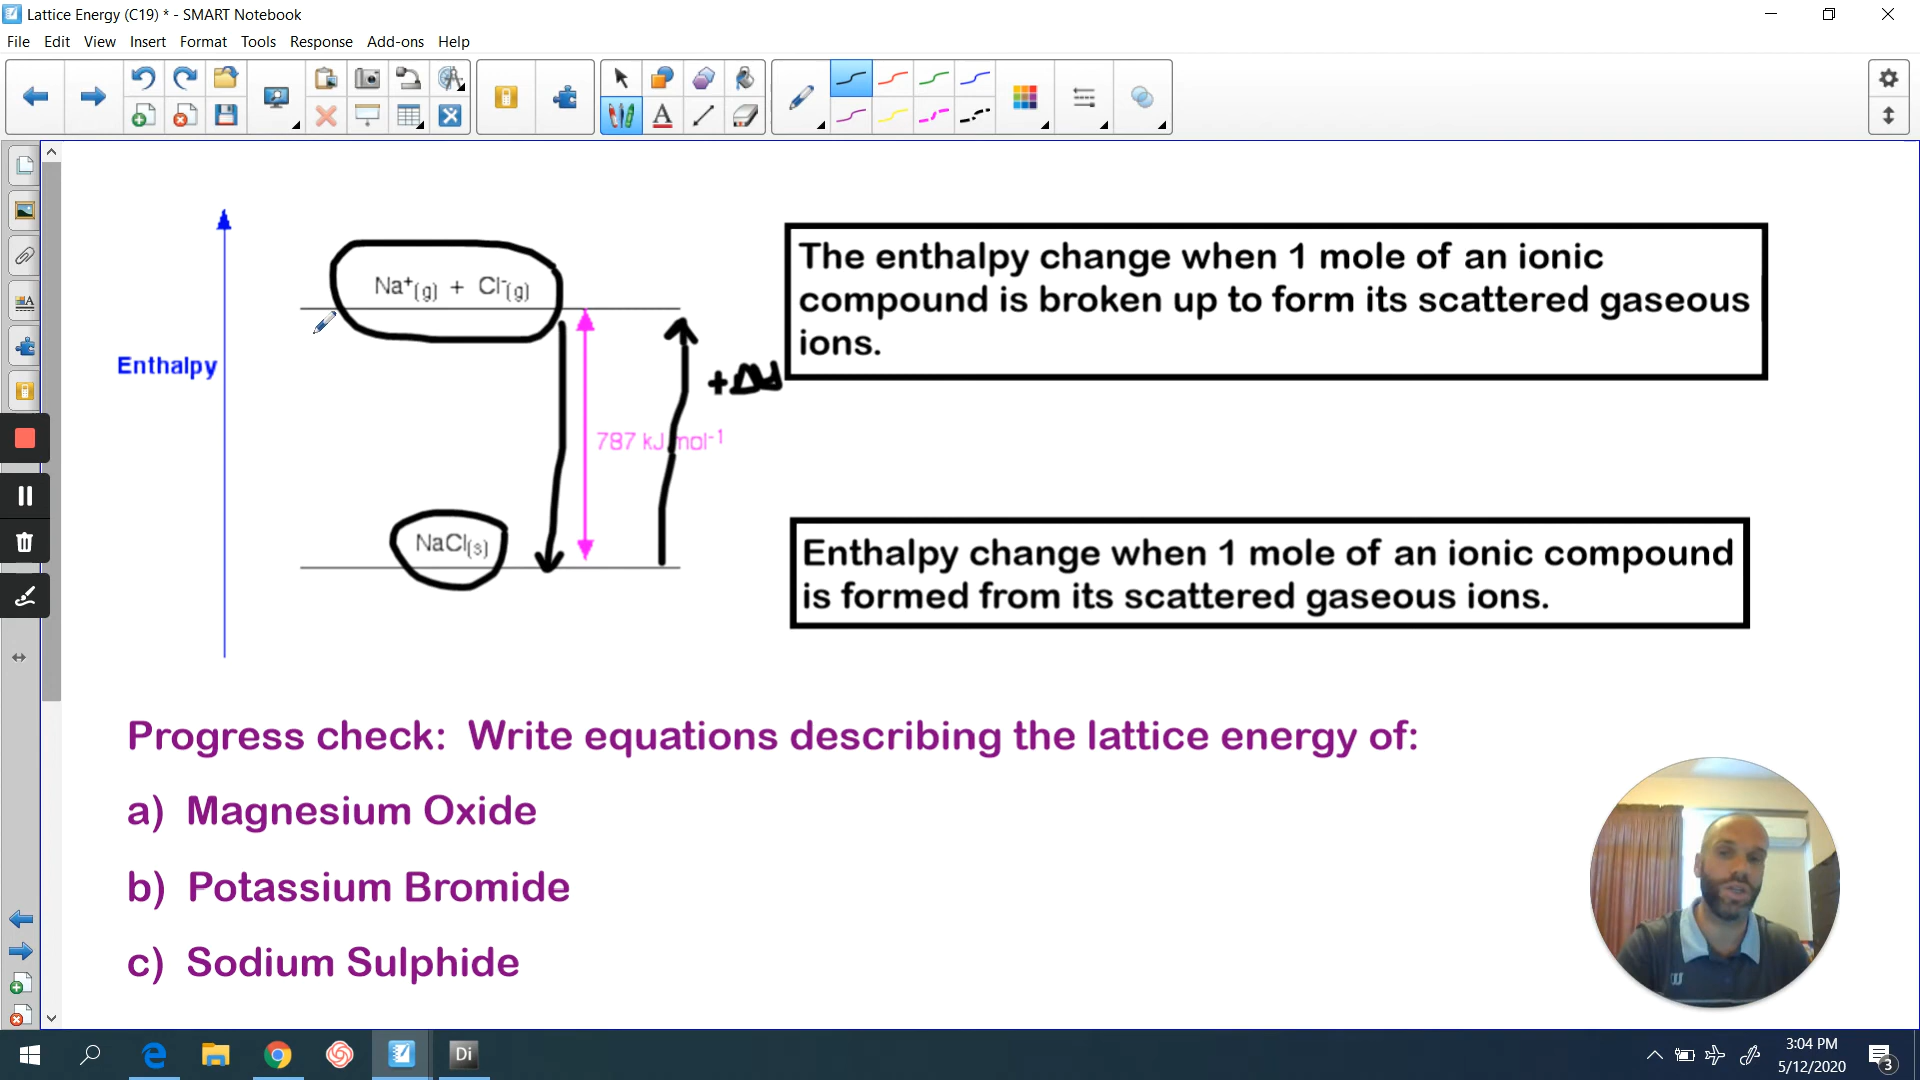 Lattice Energy (C19) * - SMART Notebook
File Edit View Insert Format Tools Response Add-ons Help
Na⁺(g) + Cl⁻(g)
The enthalpy change when 1 mole of an ionic
compound is broken up to form its scattered gaseous
ions.
Enthalpy
787 kJ mol⁻¹
NaCl(s)
Enthalpy change when 1 mole of an ionic compound
is formed from its scattered gaseous ions.
Progress check: Write equations describing the lattice energy of:
a) Magnesium Oxide
b) Potassium Bromide
c) Sodium Sulphide
Di
3:04 PM
5/12/2020
3